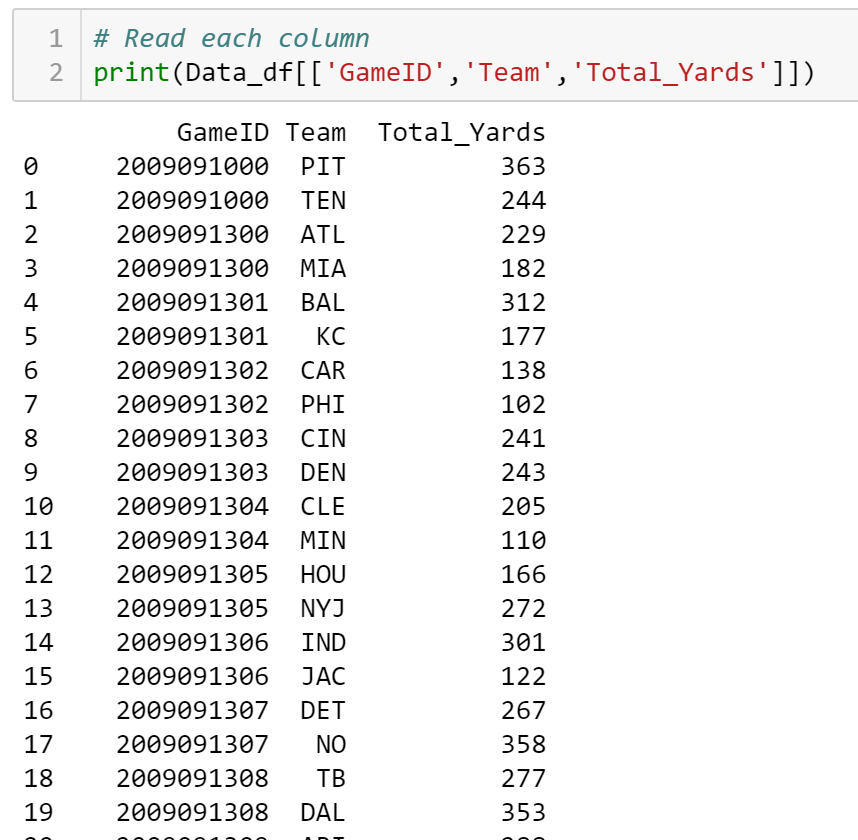 1 # Read each column
2 print(Data_df[['GameID','Team','Total_Yards']])
GameID Team Total_Yards
0 2009091000 PIT 363
1 2009091000 TEN 244
2 2009091300 ATL 229
3 2009091300 MIA 182
4 2009091301 BAL 312
5 2009091301 KC 177
6 2009091302 CAR 138
7 2009091302 PHI 102
8 2009091303 CIN 241
9 2009091303 DEN 243
10 2009091304 CLE 205
11 2009091304 MIN 110
12 2009091305 HOU 166
13 2009091305 NYJ 272
14 2009091306 IND 301
15 2009091306 JAC 122
16 2009091307 DET 267
17 2009091307 NO 358
18 2009091308 TB 277
19 2009091308 DAL 353